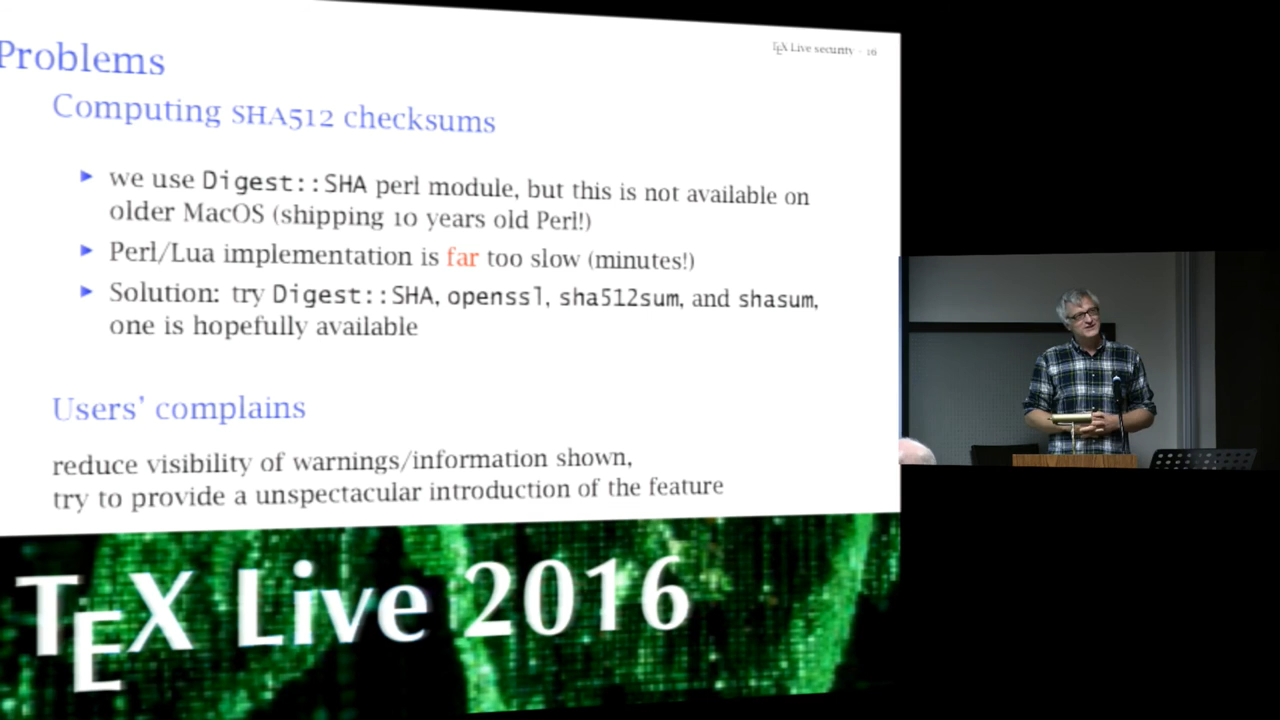 TEX Live security - 16
Problems
Computing SHA512 checksums
► we use Digest::SHA perl module, but this is not available on
older MacOS (shipping 10 years old Perl!)
► Perl/Lua implementation is far too slow (minutes!)
► Solution: try Digest::SHA, openssl, sha512sum, and shasum,
one is hopefully available
Users' complains
reduce visibility of warnings/information shown,
try to provide a unspectacular introduction of the feature
TEX Live 2016